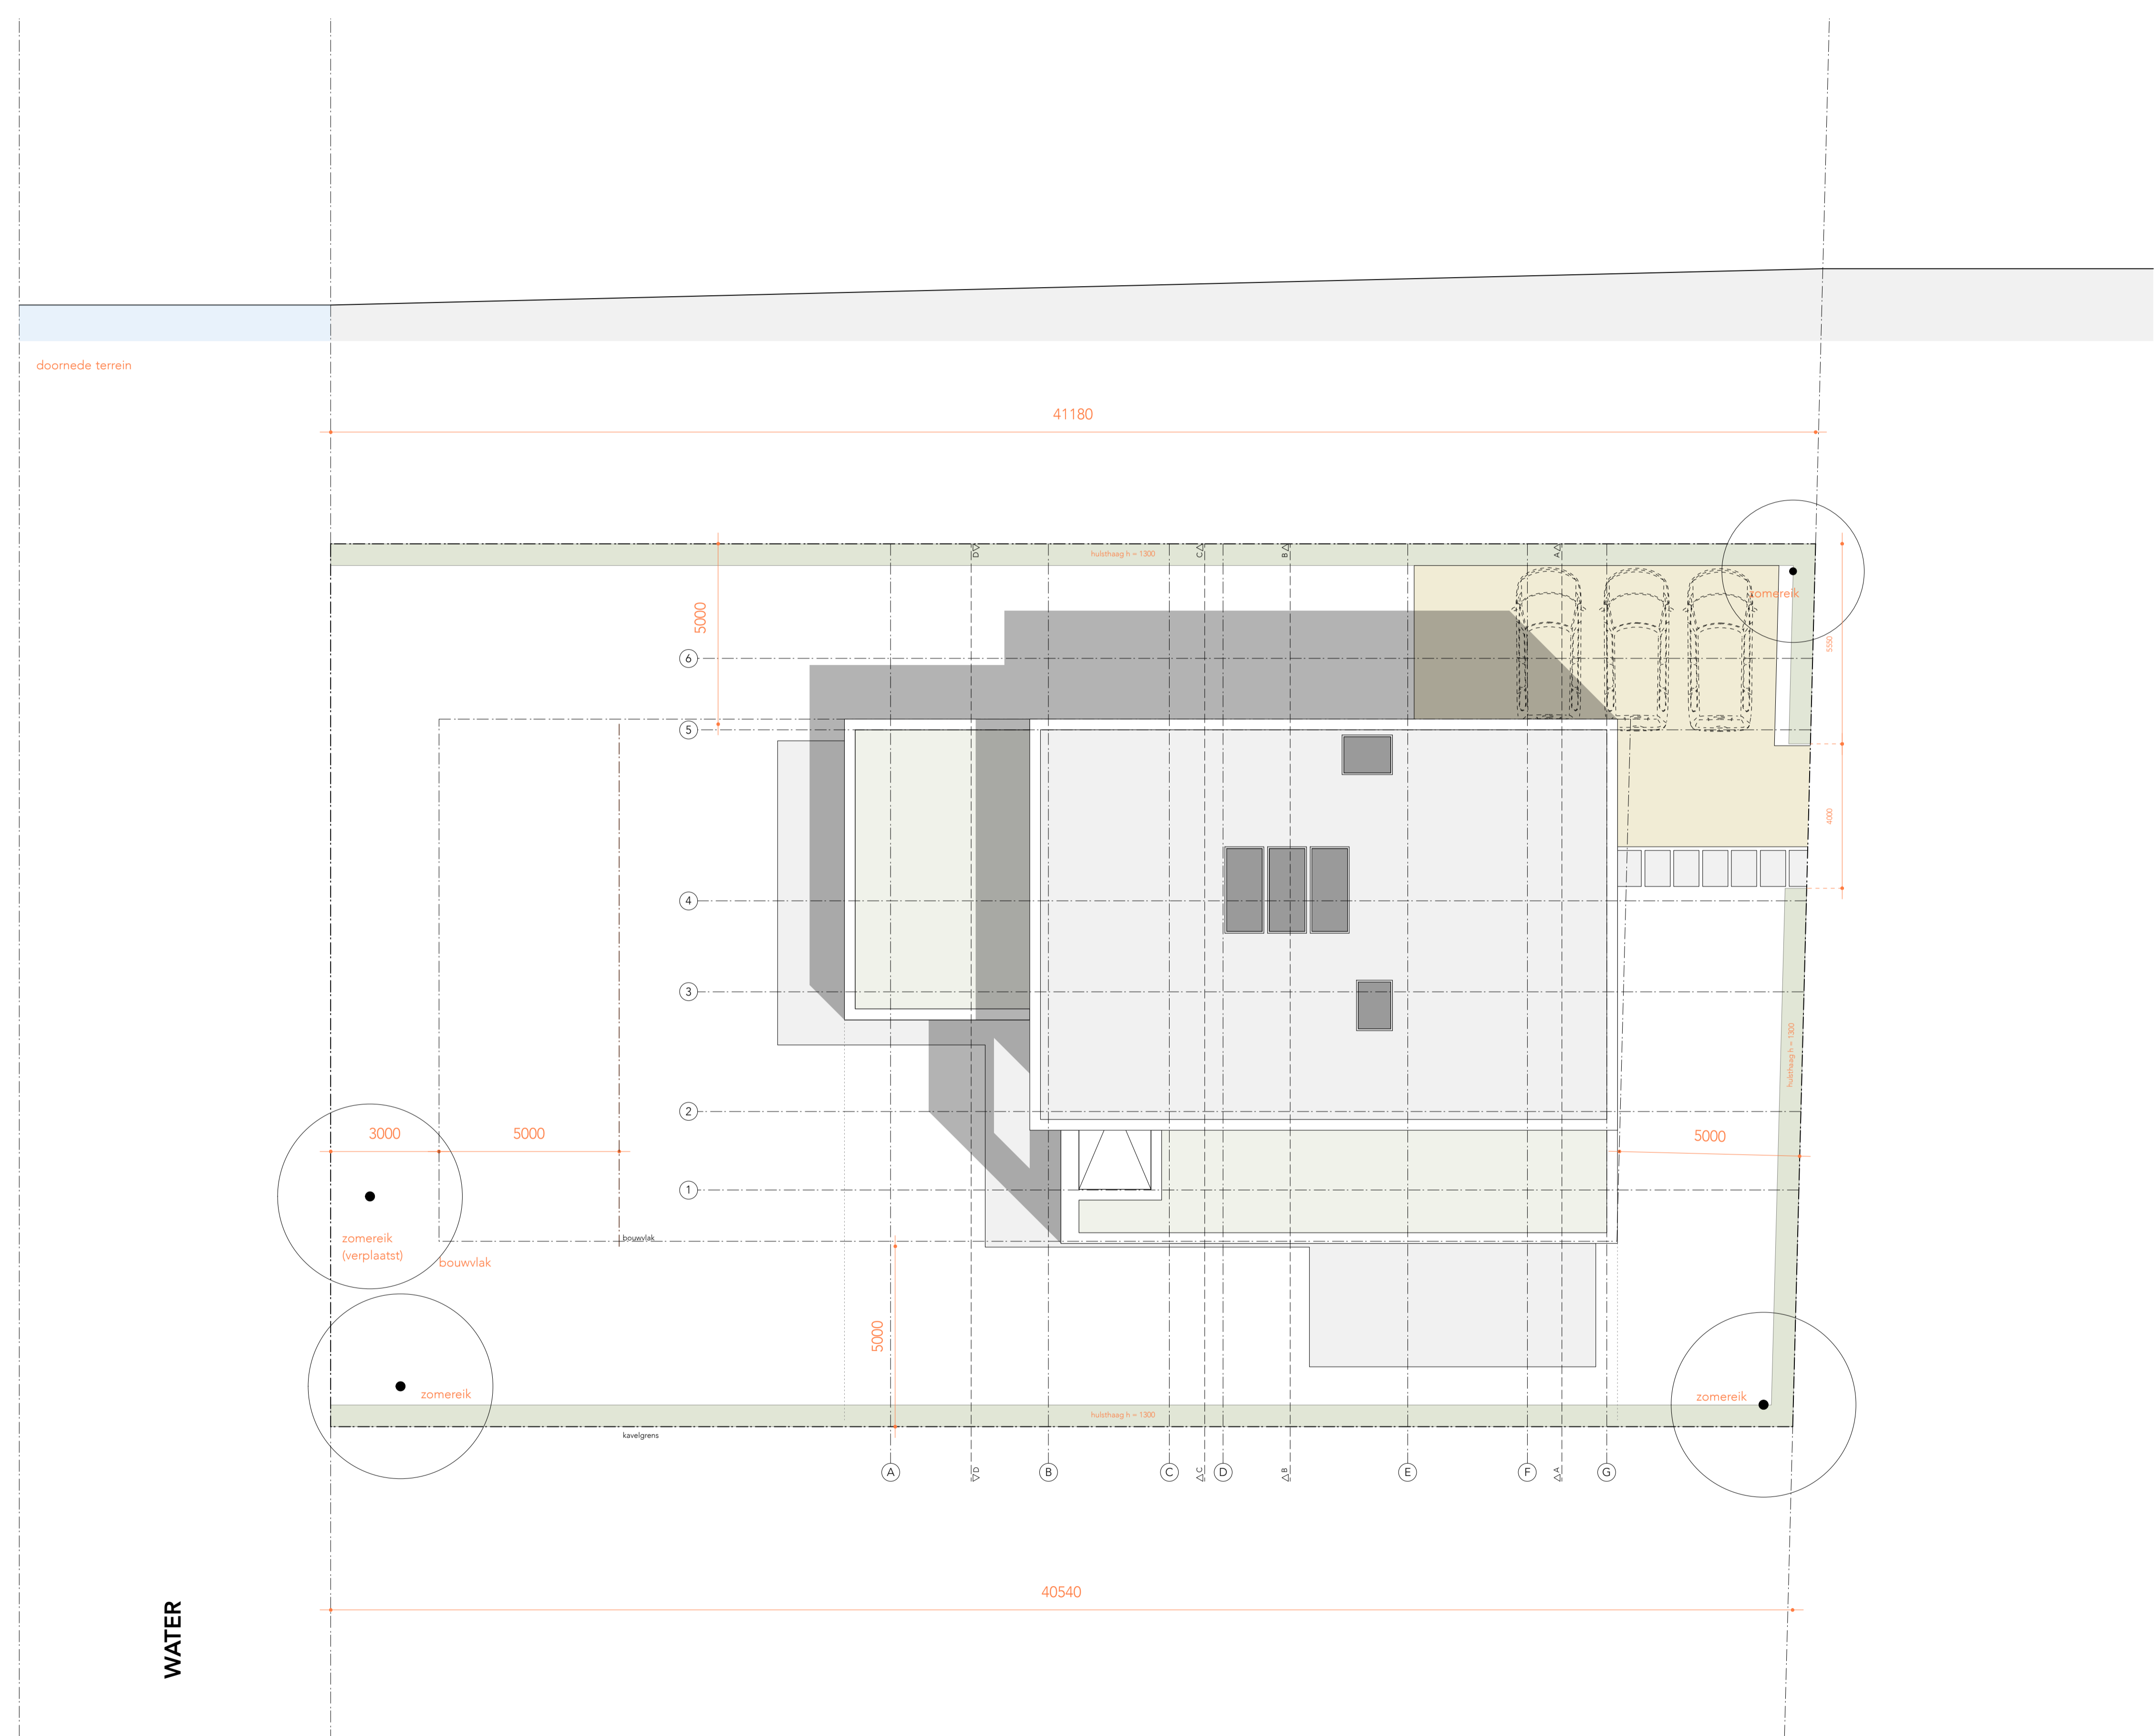 doornede terrein
41180
hulsthaag h = 1300
D
C
B
A
zomereik
5000
5550
6
5
4000
4
3
hulsthaag h = 1300
2
3000
5000
5000
1
zomereik
(verplaatst)
bouwvlak
bouwvlak
5000
zomereik
zomereik
hulsthaag h = 1300
kavelgrens
A
D
B
C
C
D
B
E
F
A
G
40540
WATER